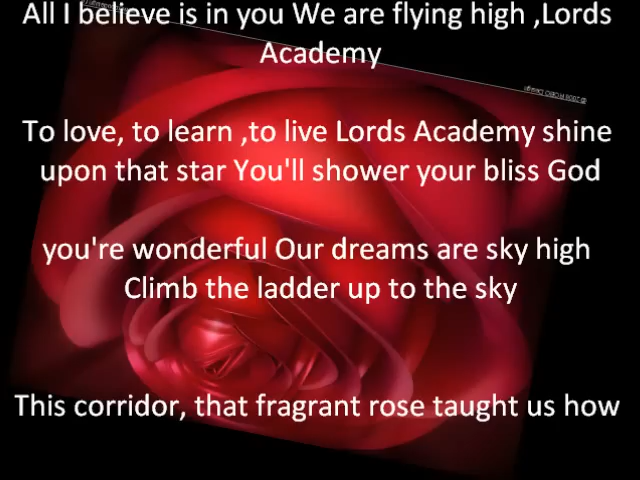 All I believe is in you We are flying high ,Lords
Academy
To love, to learn ,to live Lords Academy shine
upon that star You'll shower your bliss God
you're wonderful Our dreams are sky high
Climb the ladder up to the sky
This corridor, that fragrant rose taught us how